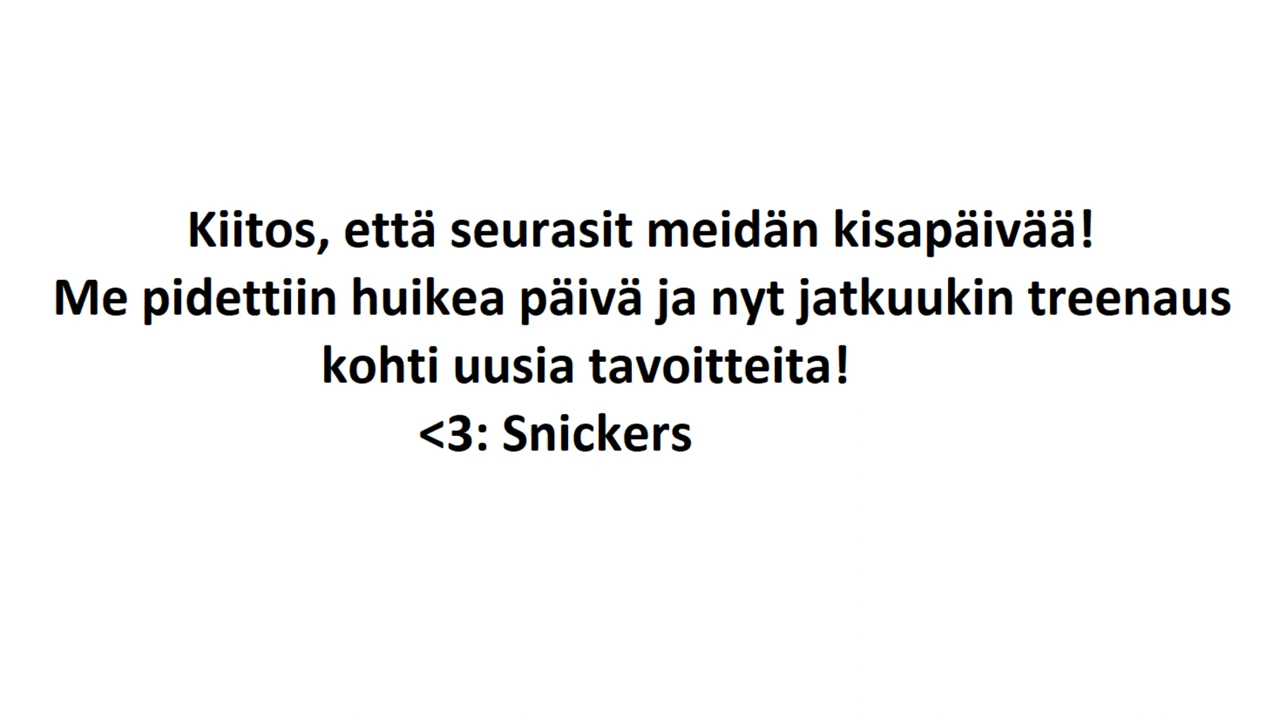 Kiitos, että seurasit meidän kisapäivää!
Me pidettiin huikea päivä ja nyt jatkuukin treenaus
kohti uusia tavoitteita!
<3: Snickers